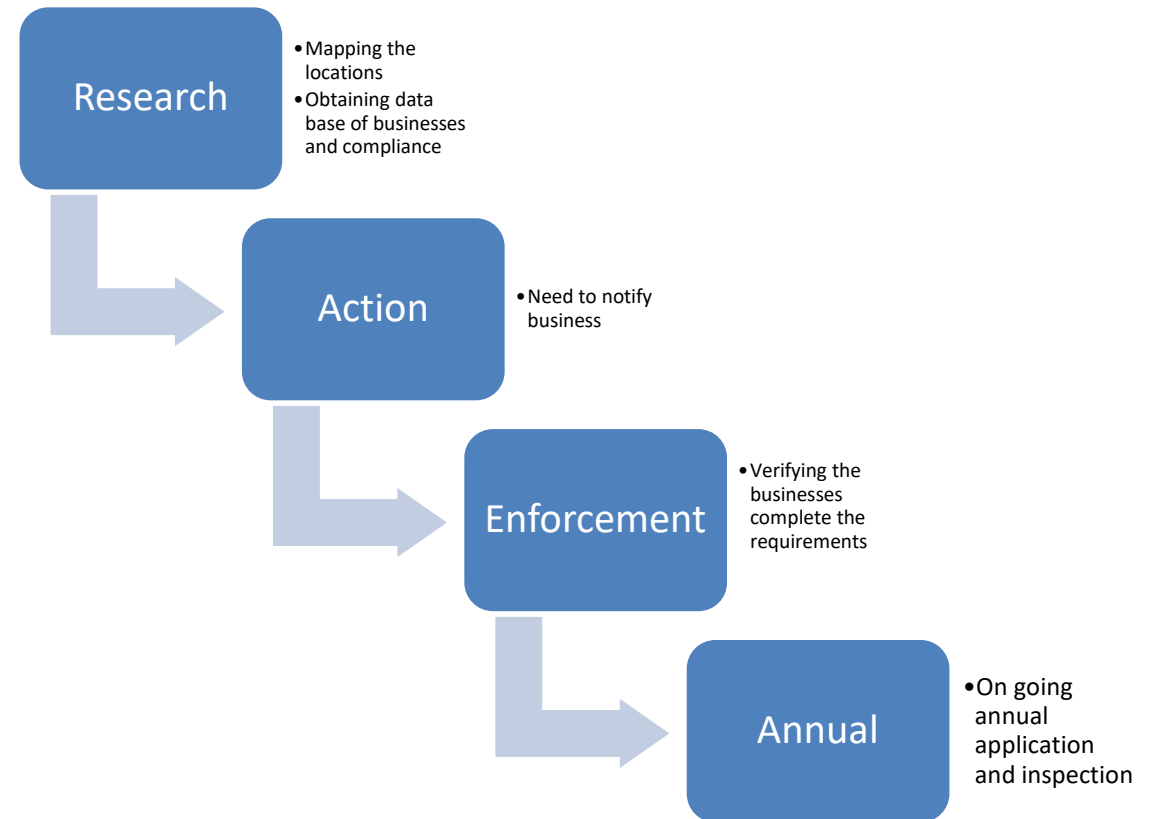 Research
•Mapping the
locations
•Obtaining data
base of businesses
and compliance
Action
•Need to notify
business
Enforcement
•Verifying the
businesses
complete the
requirements
Annual
•On going
annual
application
and inspection